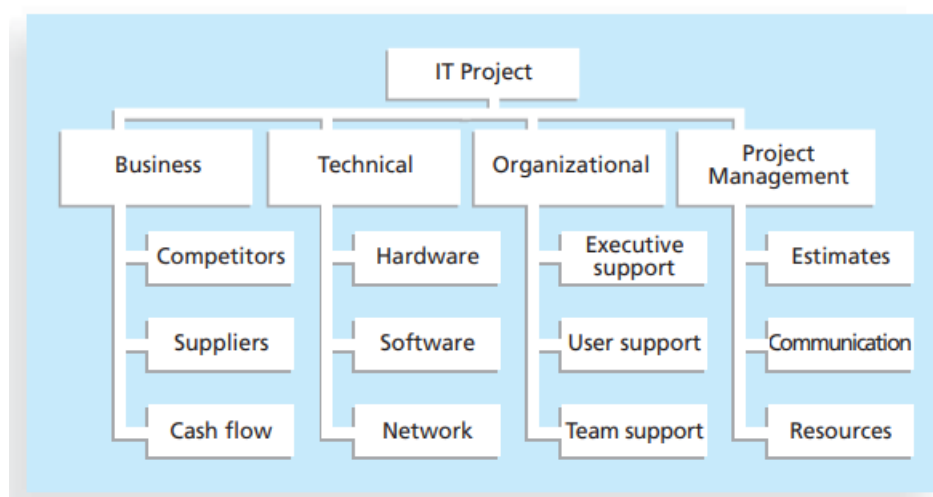 IT Project
Business
Technical
Organizational
Project
Management
Competitors
Hardware
Executive
support
Estimates
Suppliers
Software
User support
Communication
Cash flow
Network
Team support
Resources